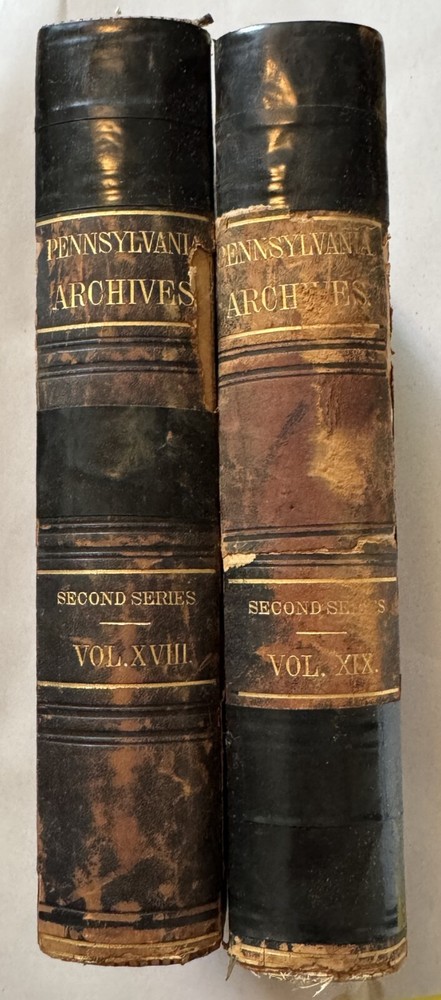 PENNSYLVANIA
ARCHIVES
SECOND SERIES
VOL. XVIII.
PENNSYLVANIA
ARCHIVES.
SECOND SERIES
VOL. XIX.